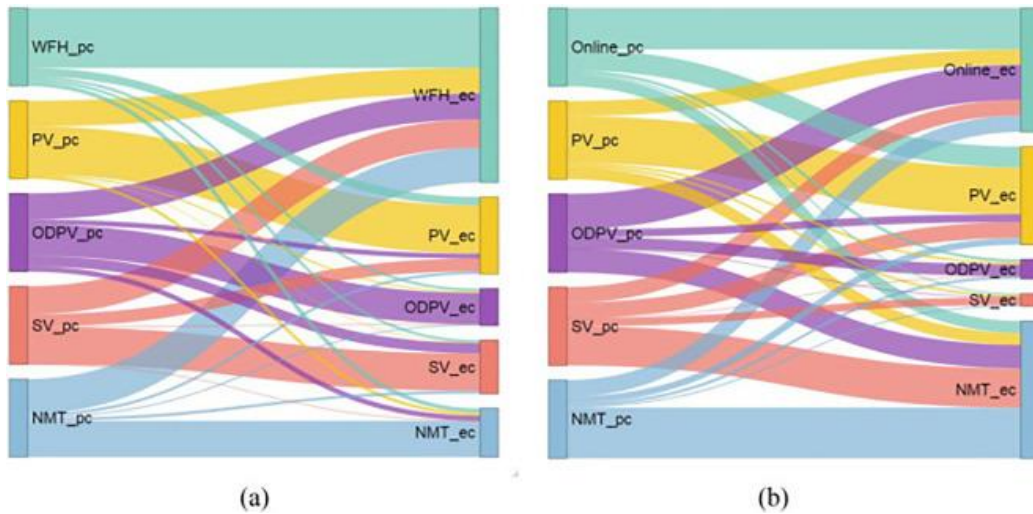 WFH_pc
WFH_ec
PV_pc
PV_ec
ODPV_pc
ODPV_ec
SV_pc
SV_ec
NMT_pc
NMT_ec
(a)
Online_pc
Online_ec
PV_pc
PV_ec
ODPV_pc
ODPV_ec
SV_ec
SV_pc
NMT_ec
NMT_pc
(b)